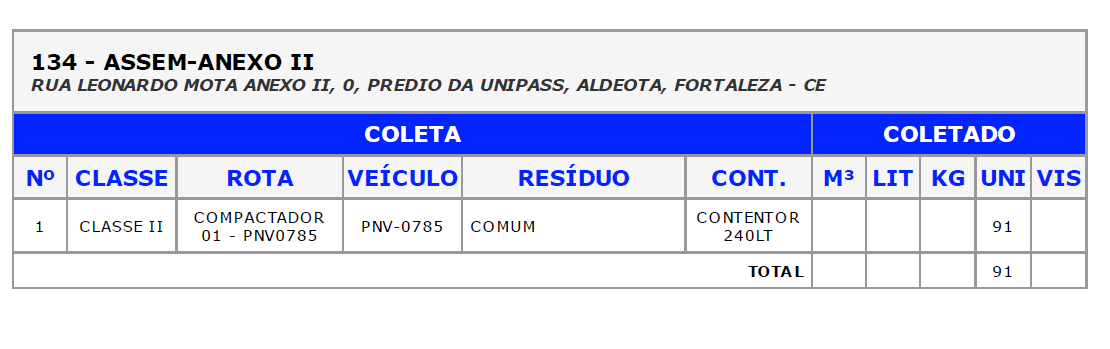 134 - ASSEM-ANEXO II
RUA LEONARDO MOTA ANEXO II, 0, PREDIO DA UNIPASS, ALDEOTA, FORTALEZA - CE
COLETA COLETADO
Nº CLASSE ROTA VEÍCULO RESÍDUO CONT. M³ LIT KG UNI VIS
1 CLASSE II COMPACTADOR 01 - PNV0785 PNV-0785 COMUM CONTENTOR 240LT 91
TOTAL 91